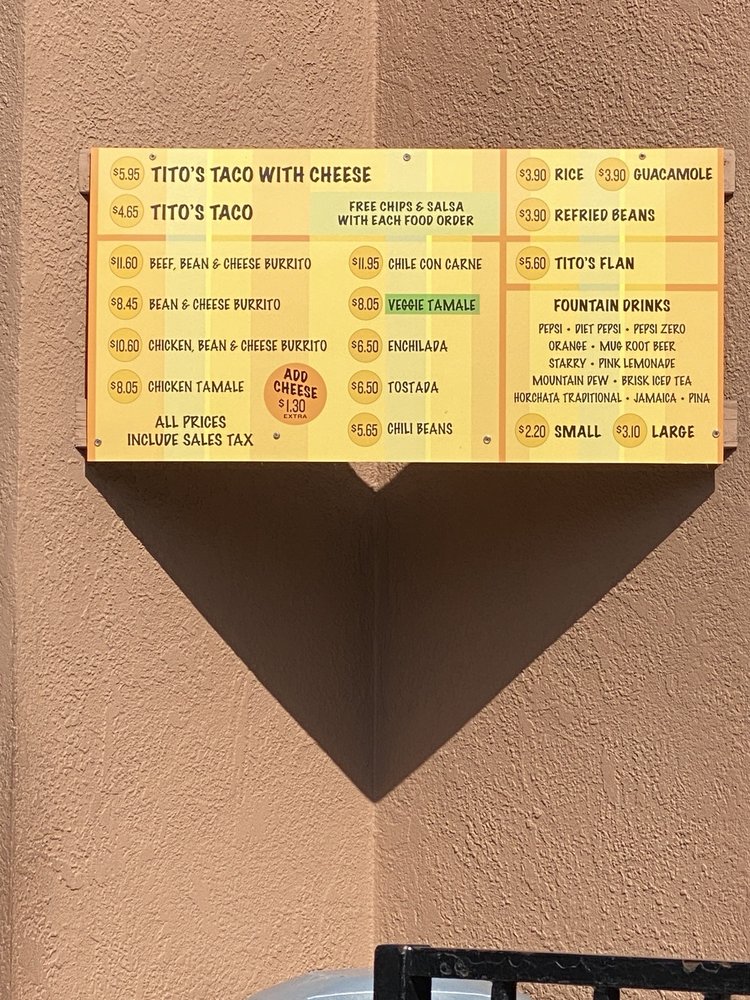 $5.95 TITO'S TACO WITH CHEESE
$4.65 TITO'S TACO
FREE CHIPS & SALSA
WITH EACH FOOD ORDER
$11.60 BEEF, BEAN & CHEESE BURRITO
$8.45 BEAN & CHEESE BURRITO
$10.60 CHICKEN, BEAN & CHEESE BURRITO
$8.05 CHICKEN TAMALE
ADD
CHEESE
$1.30
EXTRA
ALL PRICES
INCLUDE SALES TAX
$11.95 CHILE CON CARNE
$8.05 VEGGIE TAMALE
$6.50 ENCHILADA
$6.50 TOSTADA
$5.65 CHILI BEANS
$3.90 RICE $3.90 GUACAMOLE
$3.90 REFRIED BEANS
$5.60 TITO'S FLAN
FOUNTAIN DRINKS
PEPSI • DIET PEPSI • PEPSI ZERO
ORANGE • MUG ROOT BEER
STARRY • PINK LEMONADE
MOUNTAIN DEW • BRISK ICED TEA
HORCHATA TRADITIONAL • JAMAICA • PINA
$2.20 SMALL $3.10 LARGE